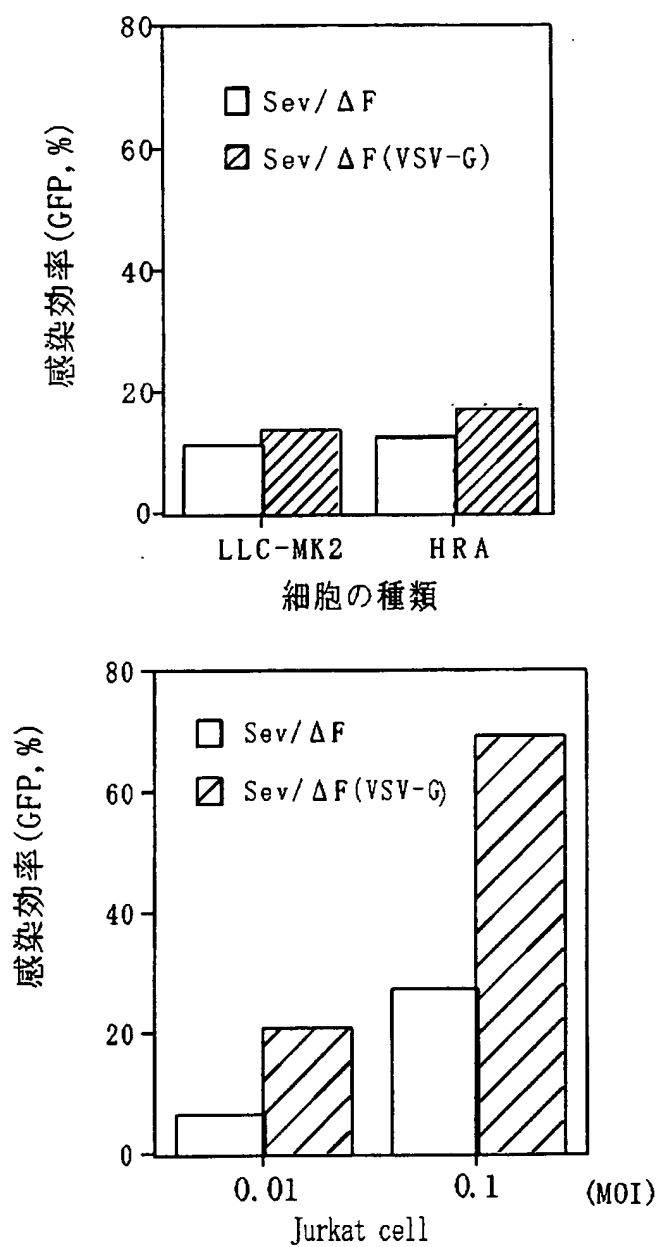 80
60
40
20
0
感染効率(GFP, %)
Sev/ΔF
Sev/ΔF(VSV-G)
LLC-MK2 HRA
細胞の種類
80
60
40
20
0
感染効率(GFP, %)
Sev/ΔF
Sev/ΔF(VSV-G)
0.01 0.1 (MOI)
Jurkat cell